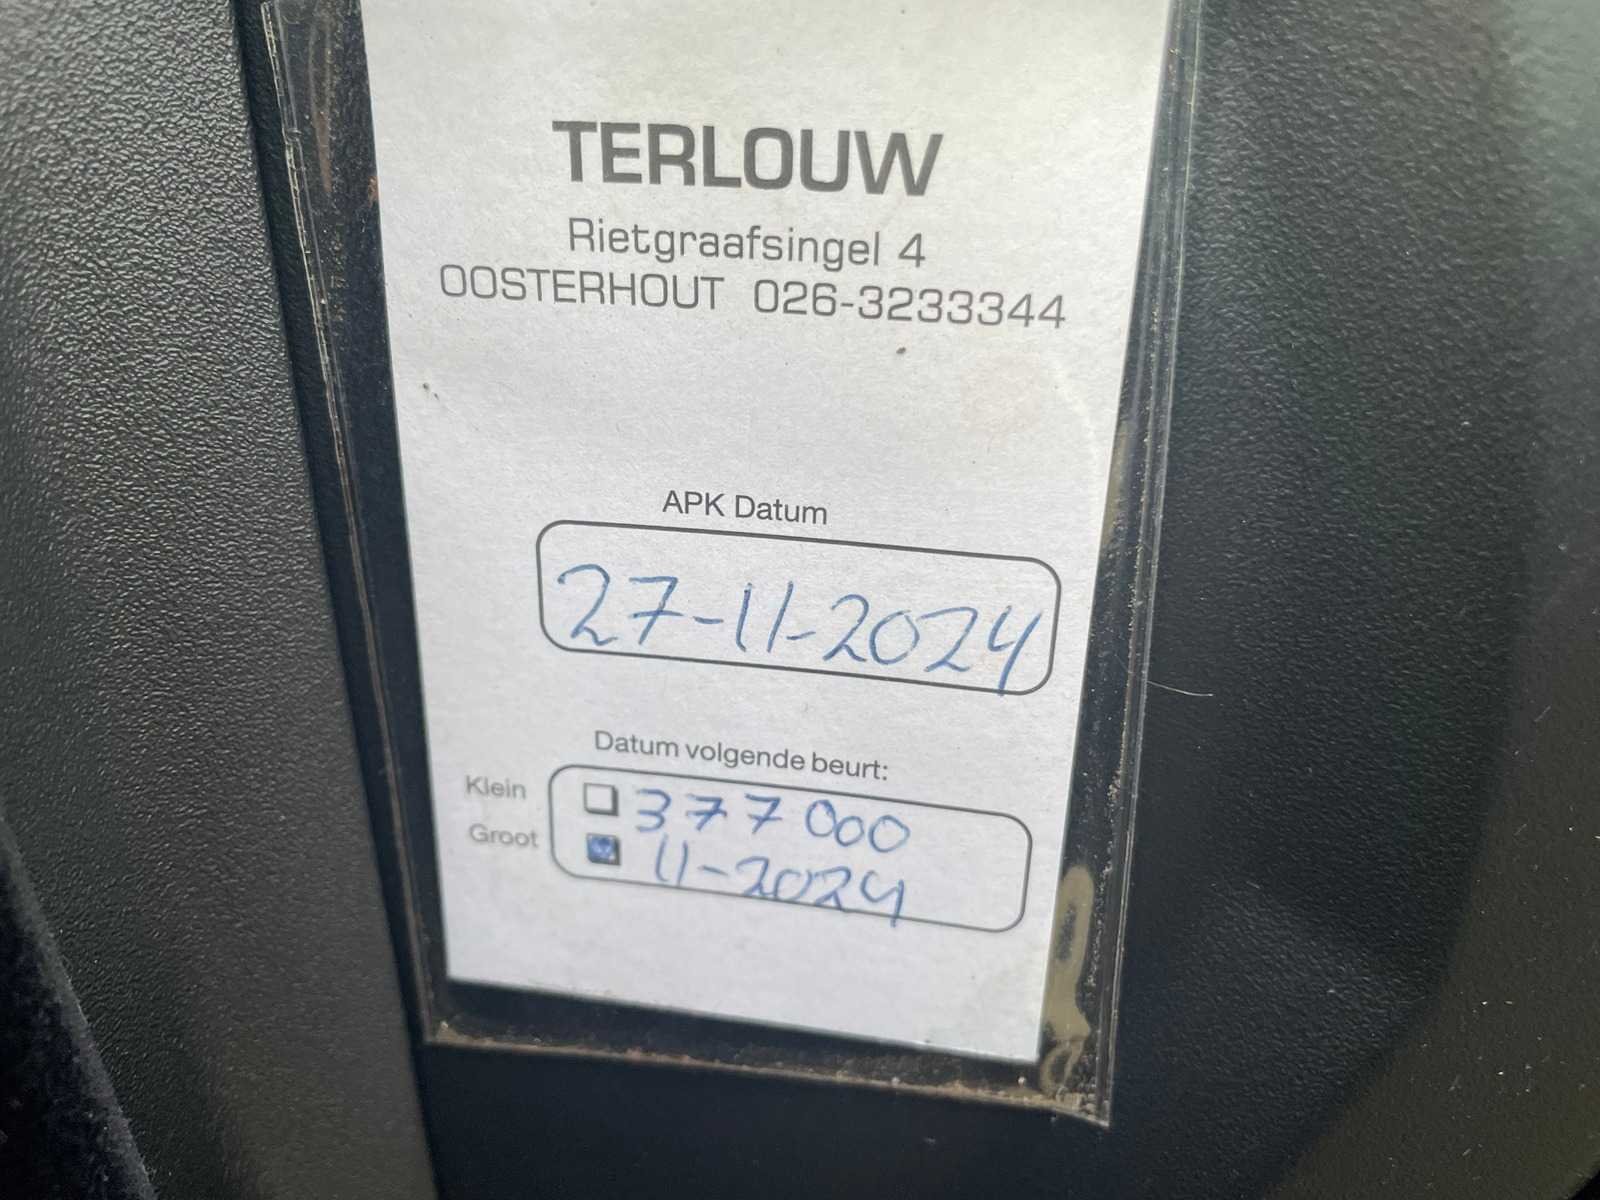 TERLOUW
Rietgraafsingel 4
OOSTERHOUT 026-3233344
APK Datum
27-11-2024
Datum volgende beurt:
Klein 377000
Groot 11-2024